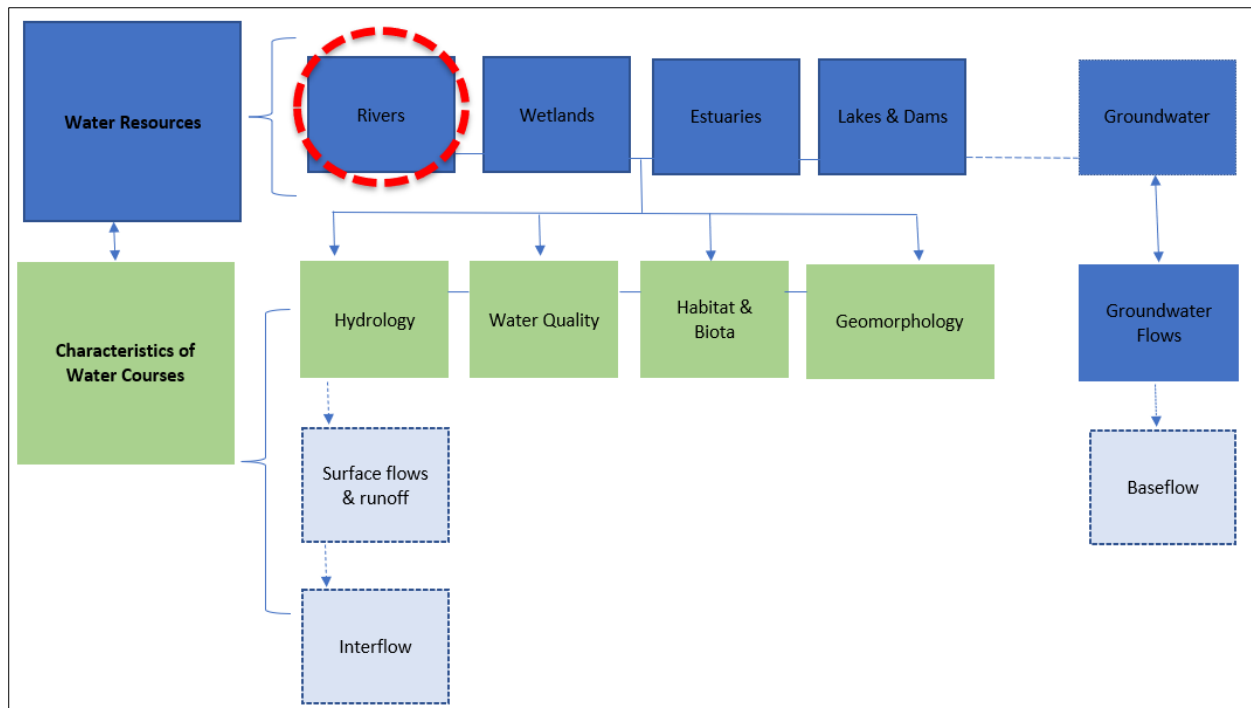 Water Resources
Rivers
Wetlands
Estuaries
Lakes & Dams
Groundwater
Characteristics of
Water Courses
Hydrology
Water Quality
Habitat &
Biota
Geomorphology
Groundwater
Flows
Surface flows
& runoff
Baseflow
Interflow